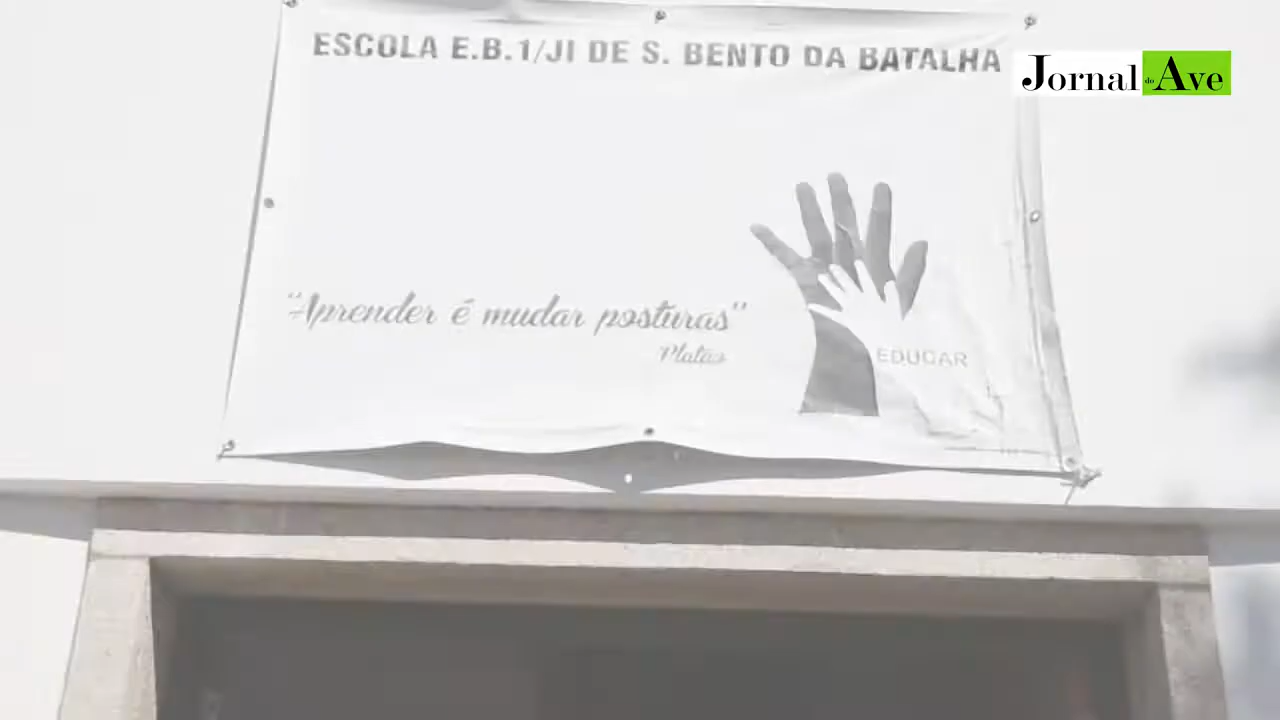 ESCOLA E.B.1/JI DE S. BENTO DA BATALHA
Jornal do Ave
"Aprender é mudar posturas"
Platão
EDUCAR